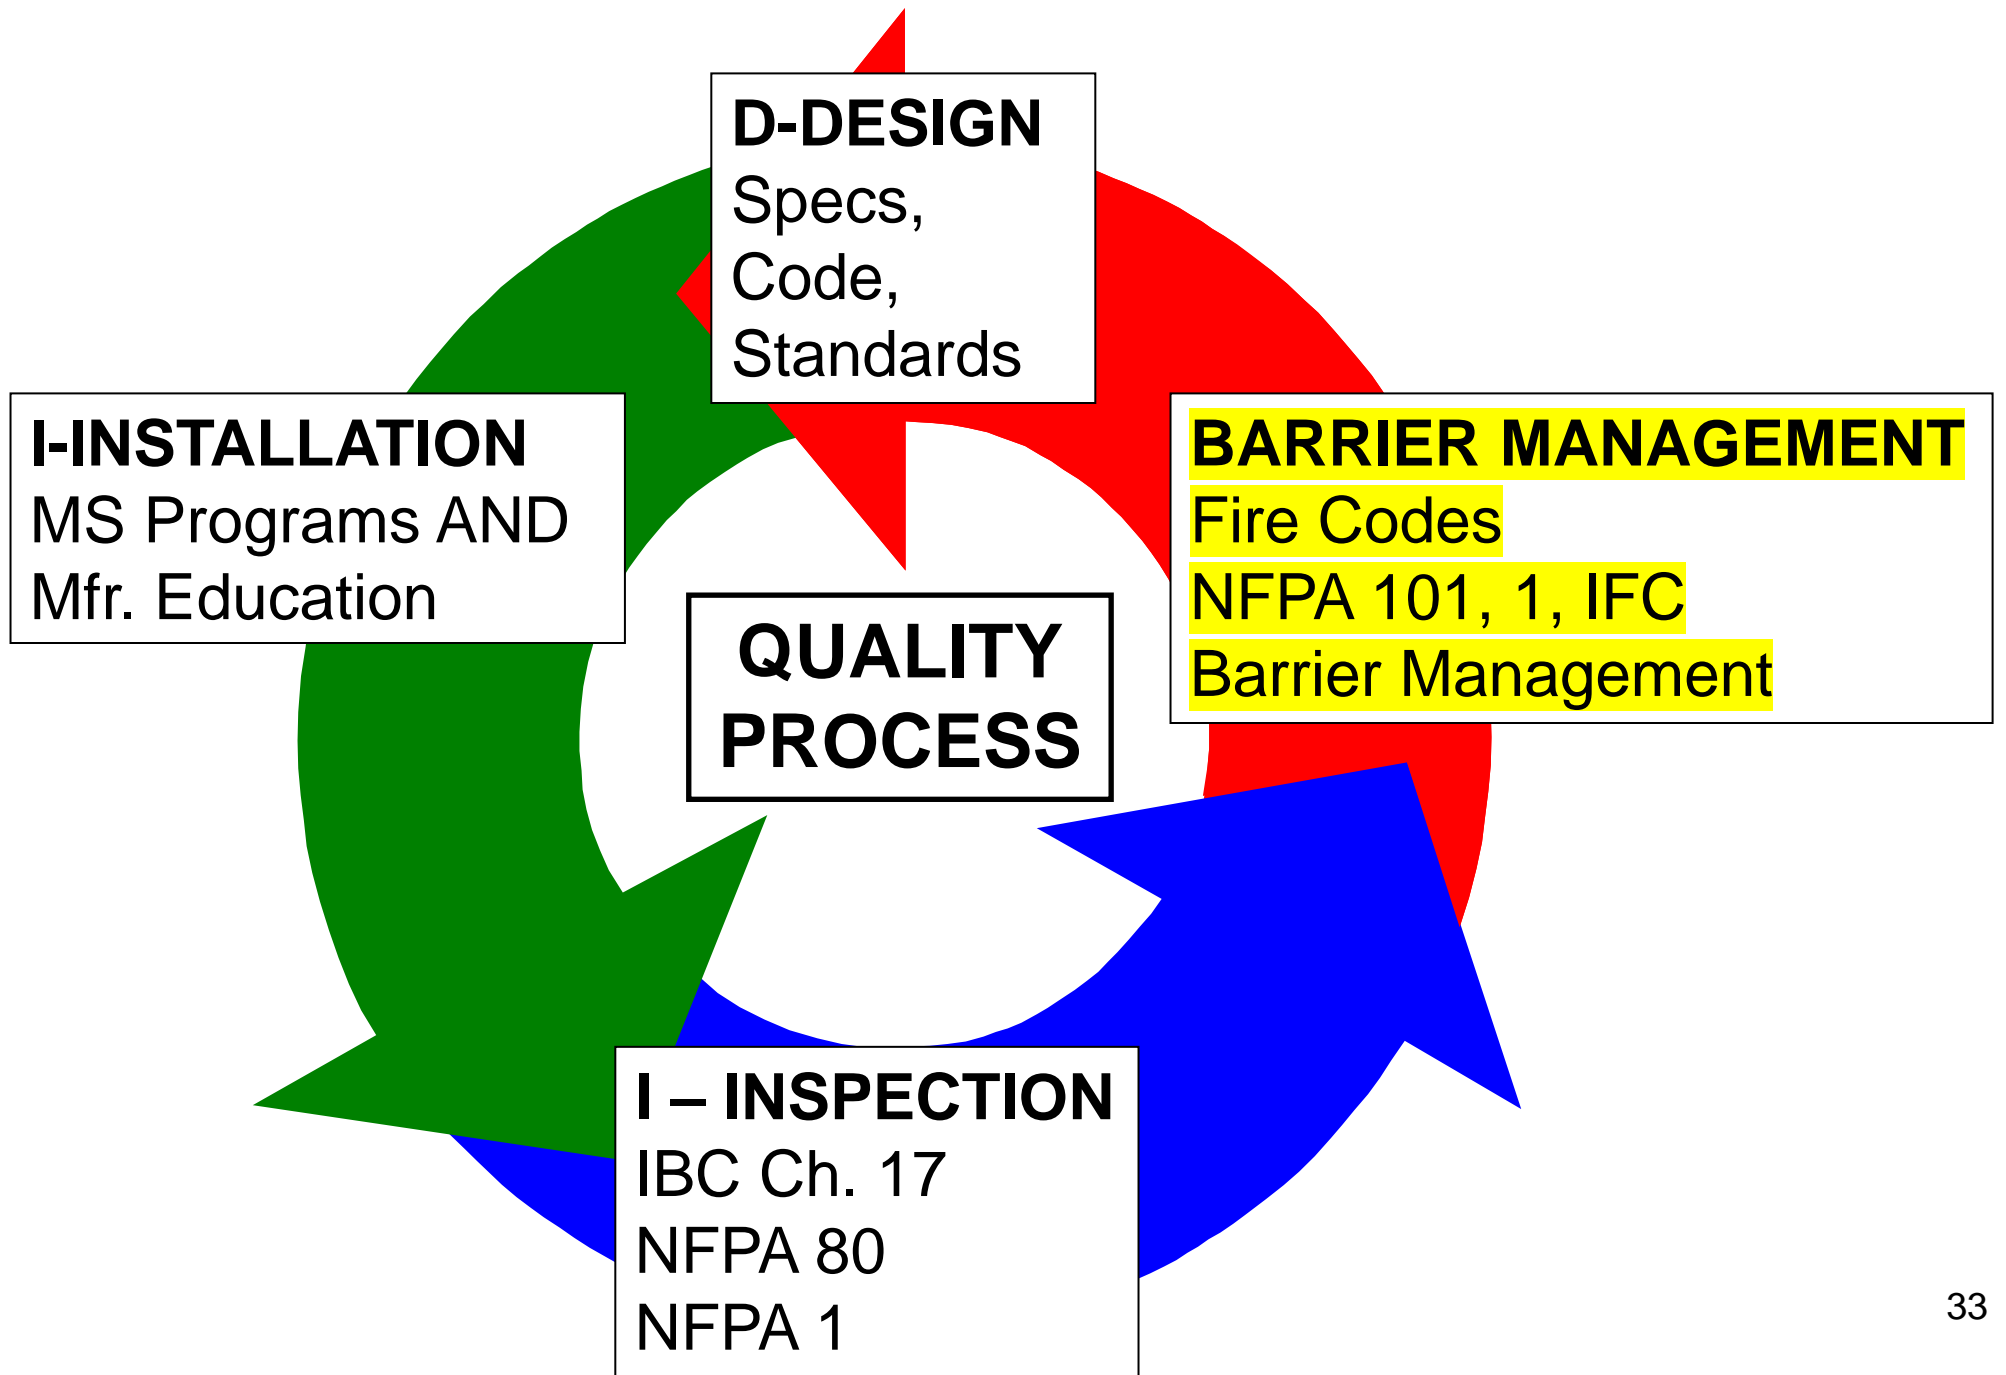 D-DESIGN
Specs,
Code,
Standards
I-INSTALLATION
MS Programs AND
Mfr. Education
BARRIER MANAGEMENT
Fire Codes
NFPA 101, 1, IFC
Barrier Management
QUALITY
PROCESS
I – INSPECTION
IBC Ch. 17
NFPA 80
NFPA 1
33